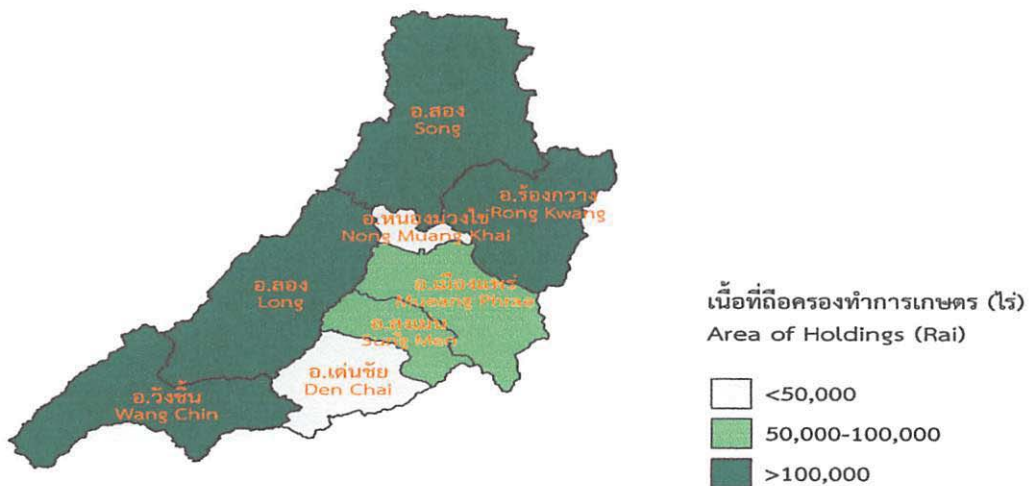 อ.สอง
Song
อ.ร้องกวาง
Rong Kwang
อ.หนองม่วงไข่
Nong Muang Khai
อ.ลอง
Long
อ.เมืองแพร่
Mueang Phrae
อ.สูงเม่น
Sung Men
อ.เด่นชัย
Den Chai
อ.วังชิ้น
Wang Chin
เนื้อที่ถือครองทำการเกษตร (ไร่)
Area of Holdings (Rai)
<50,000
50,000-100,000
>100,000